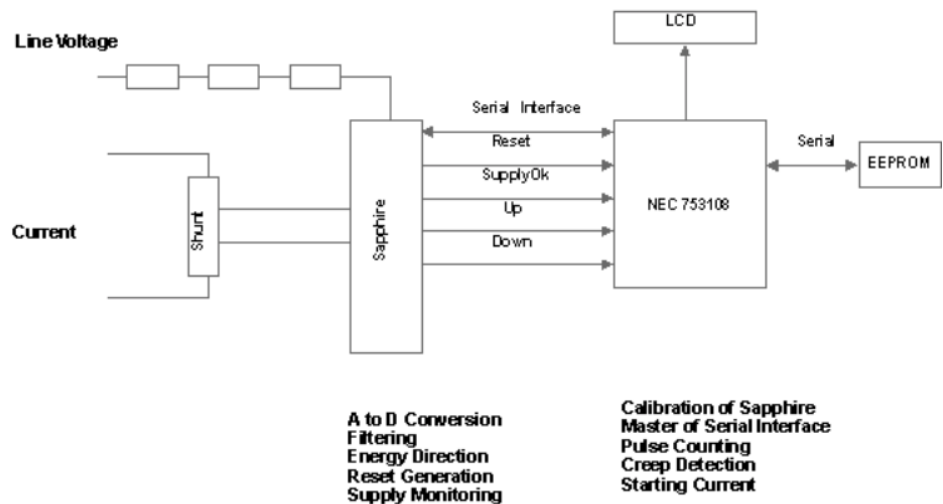 LCD
Line Voltage
Serial Interface
Reset
Serial
SupplyOk
EEPROM
Up
NEC 753108
Current
Shunt
Sapphire
Down
A to D Conversion
Filtering
Energy Direction
Reset Generation
Supply Monitoring
Calibration of Sapphire
Master of Serial Interface
Pulse Counting
Creep Detection
Starting Current